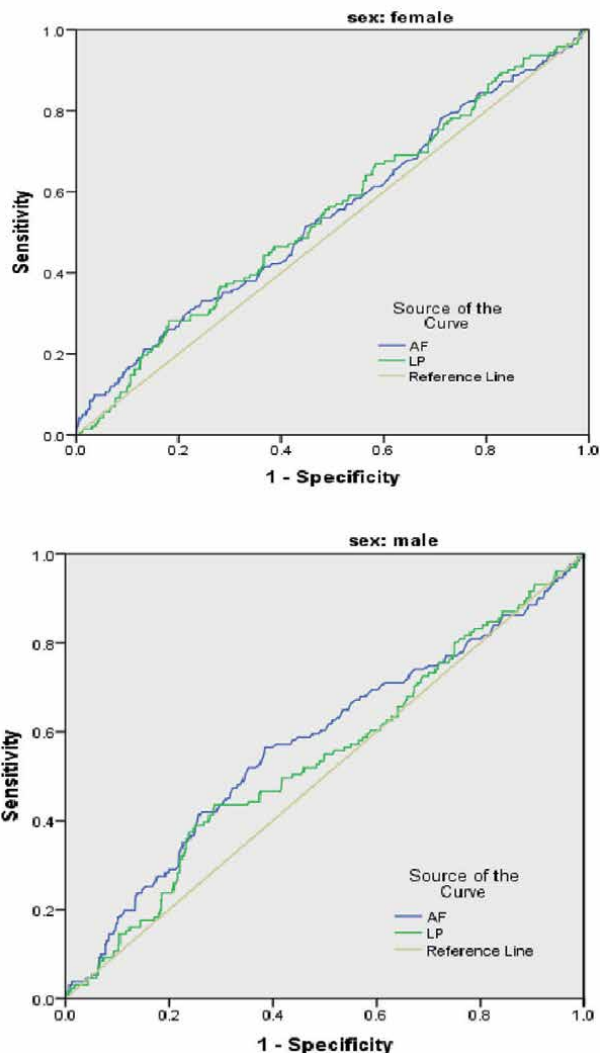 sex: female
1.0
0.8
0.6
0.4
0.2
0.0
Sensitivity
Source of the
Curve
AF
LP
Reference Line
0.0 0.2 0.4 0.6 0.8 1.0
1 - Specificity
sex: male
1.0
0.8
0.6
0.4
0.2
0.0
Sensitivity
Source of the
Curve
AF
LP
Reference Line
0.0 0.2 0.4 0.6 0.8 1.0
1 - Specificity